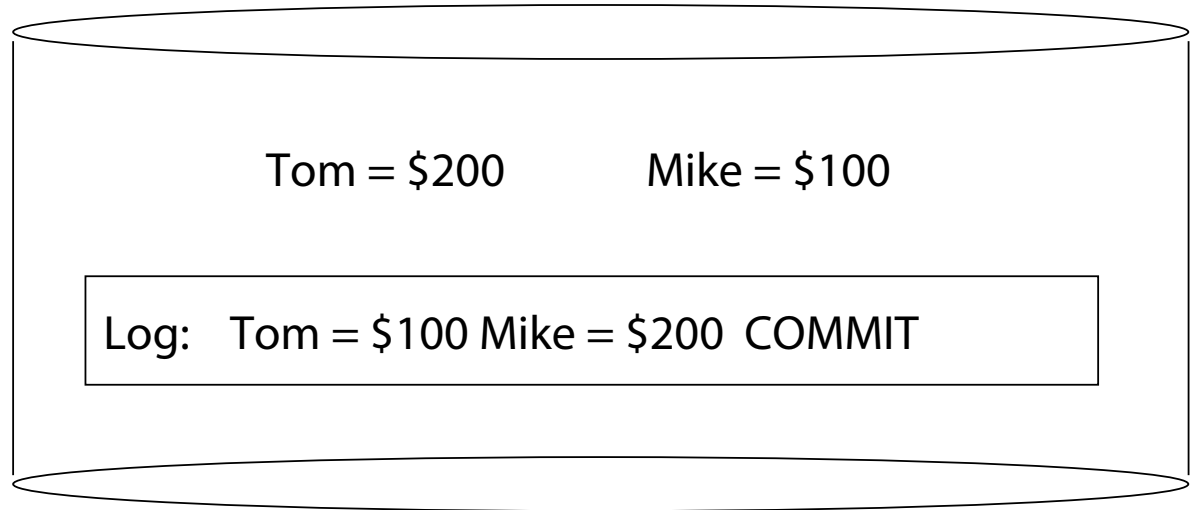 Tom = $200 Mike = $100
Log: Tom = $100 Mike = $200 COMMIT